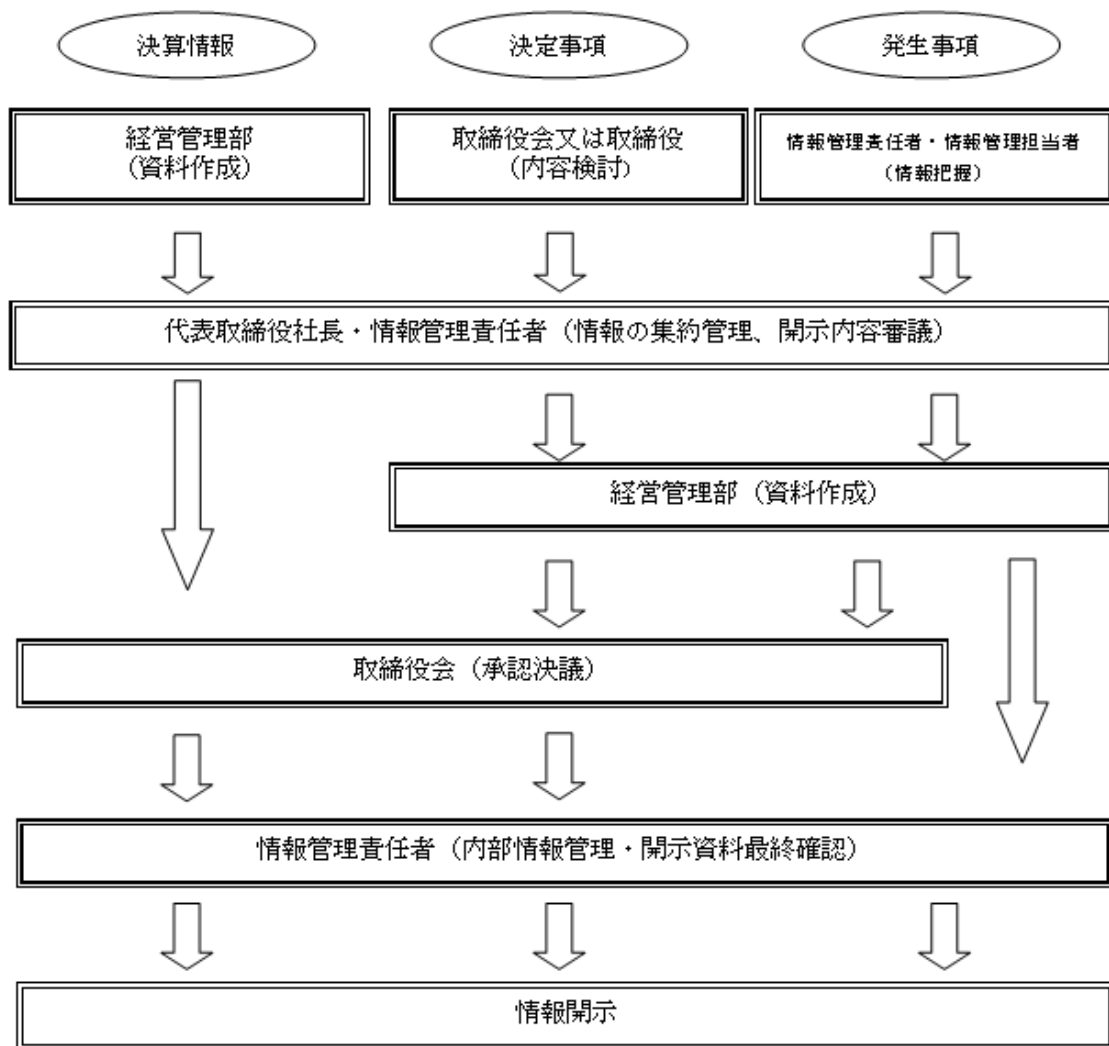 決算情報
決定事項
発生事項
経営管理部
（資料作成）
取締役会又は取締役
（内容検討）
情報管理責任者・情報管理担当者
（情報把握）
代表取締役社長・情報管理責任者（情報の集約管理、開示内容審議）
経営管理部（資料作成）
取締役会（承認決議）
情報管理責任者（内部情報管理・開示資料最終確認）
情報開示